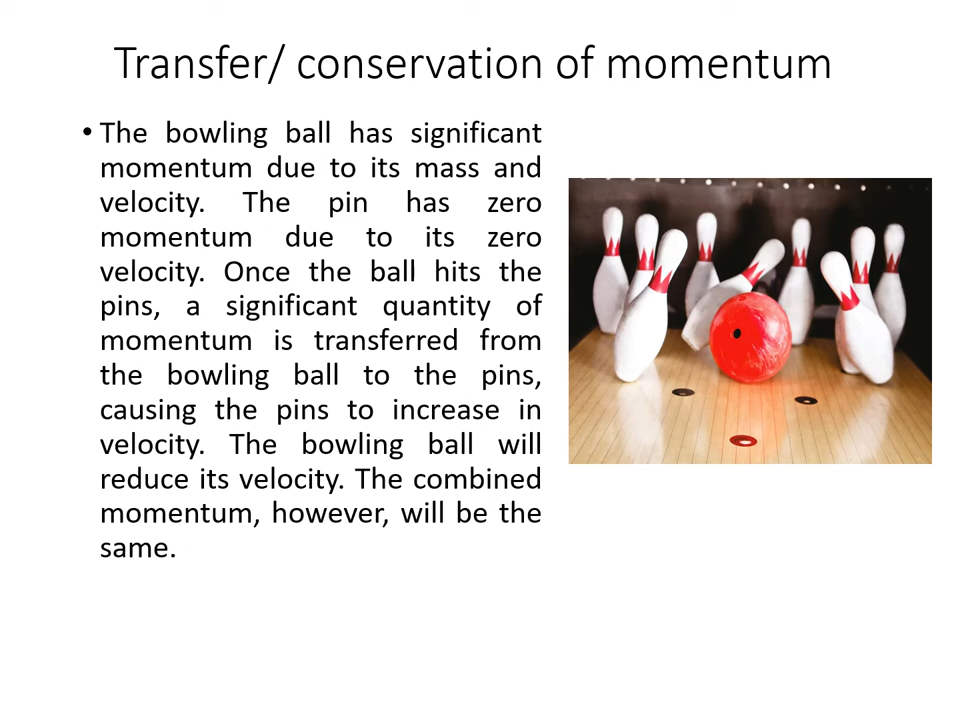 Transfer/ conservation of momentum
• The bowling ball has significant
momentum due to its mass and
velocity. The pin has zero
momentum due to its zero
velocity. Once the ball hits the
pins, a significant quantity of
momentum is transferred from
the bowling ball to the pins,
causing the pins to increase in
velocity. The bowling ball will
reduce its velocity. The combined
momentum, however, will be the
same.